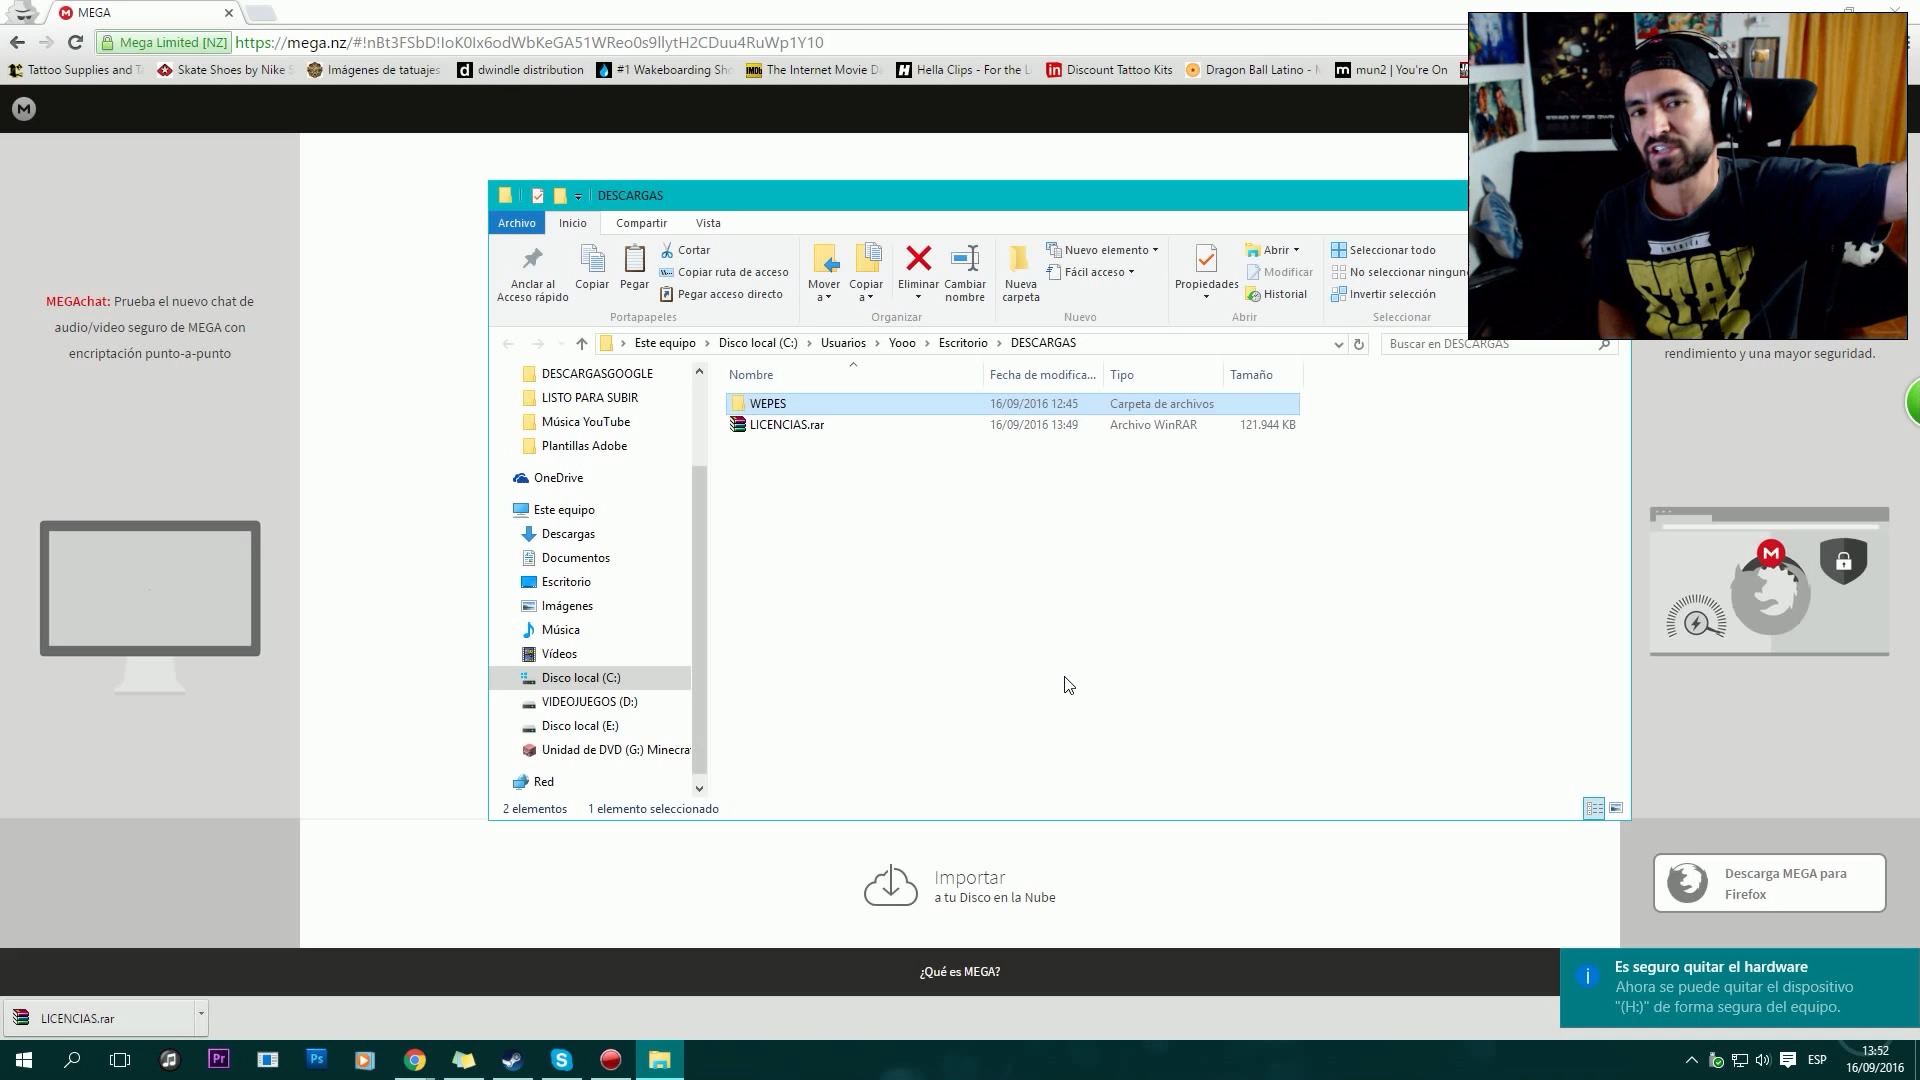 MEGA
Mega Limited [NZ]
https://mega.nz/#!nBt3FSbD!IoK0Ix6odWbKeGA51WReo0s9llytH2CDuu4RuWp1Y10
Tattoo Supplies and T
Skate Shoes by Nike
Imágenes de tatuajes
dwindle distribution
#1 Wakeboarding Sho
The Internet Movie D
Hella Clips - For the L
Discount Tattoo Kits
Dragon Ball Latino -
mun2 | You're On
MEGAchat: Prueba el nuevo chat de
audio/video seguro de MEGA con
encriptación punto-a-punto
DESCARGAS
Archivo
Inicio
Compartir
Vista
Anclar al
Acceso rápido
Copiar
Pegar
Cortar
Copiar ruta de acceso
Pegar acceso directo
Portapapeles
Mover
a
Copiar
a
Eliminar
Cambiar
nombre
Organizar
Nueva
carpeta
Nuevo elemento
Fácil acceso
Nuevo
Propiedades
Abrir
Modificar
Historial
Abrir
Seleccionar todo
No seleccionar ninguno
Invertir selección
Seleccionar
Este equipo
Disco local (C:)
Usuarios
Yooo
Escritorio
DESCARGAS
Buscar en DESCARGAS
rendimiento y una mayor seguridad.
DESCARGASGOOGLE
LISTO PARA SUBIR
Música YouTube
Plantillas Adobe
OneDrive
Este equipo
Descargas
Documentos
Escritorio
Imágenes
Música
Vídeos
Disco local (C:)
VIDEOJUEGOS (D:)
Disco local (E:)
Unidad de DVD (G:) Minecra
Red
Nombre
Fecha de modifica...
Tipo
Tamaño
WEPES
16/09/2016 12:45
Carpeta de archivos
LICENCIAS.rar
16/09/2016 13:49
Archivo WinRAR
121.944 KB
2 elementos
1 elemento seleccionado
Importar
a tu Disco en la Nube
Descarga MEGA para
Firefox
¿Qué es MEGA?
Es seguro quitar el hardware
Ahora se puede quitar el dispositivo
"(H:)" de forma segura del equipo.
LICENCIAS.rar
ESP
13:52
16/09/2016